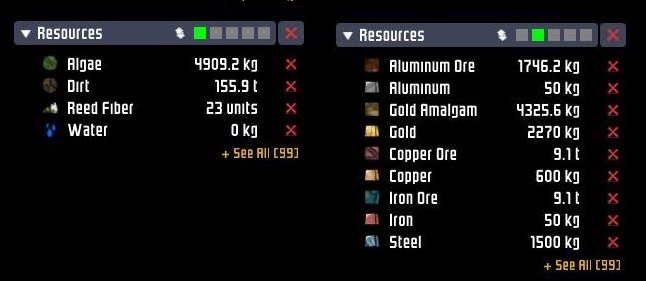 Resources
Algae 4909.2 kg
Dirt 155.9 t
Reed Fiber 23 units
Water 0 kg
+ See All (99)
Resources
Aluminum Ore 1746.2 kg
Aluminum 50 kg
Gold Amalgam 4325.6 kg
Gold 2270 kg
Copper Ore 9.1 t
Copper 600 kg
Iron Ore 9.1 t
Iron 50 kg
Steel 1500 kg
+ See All (99)